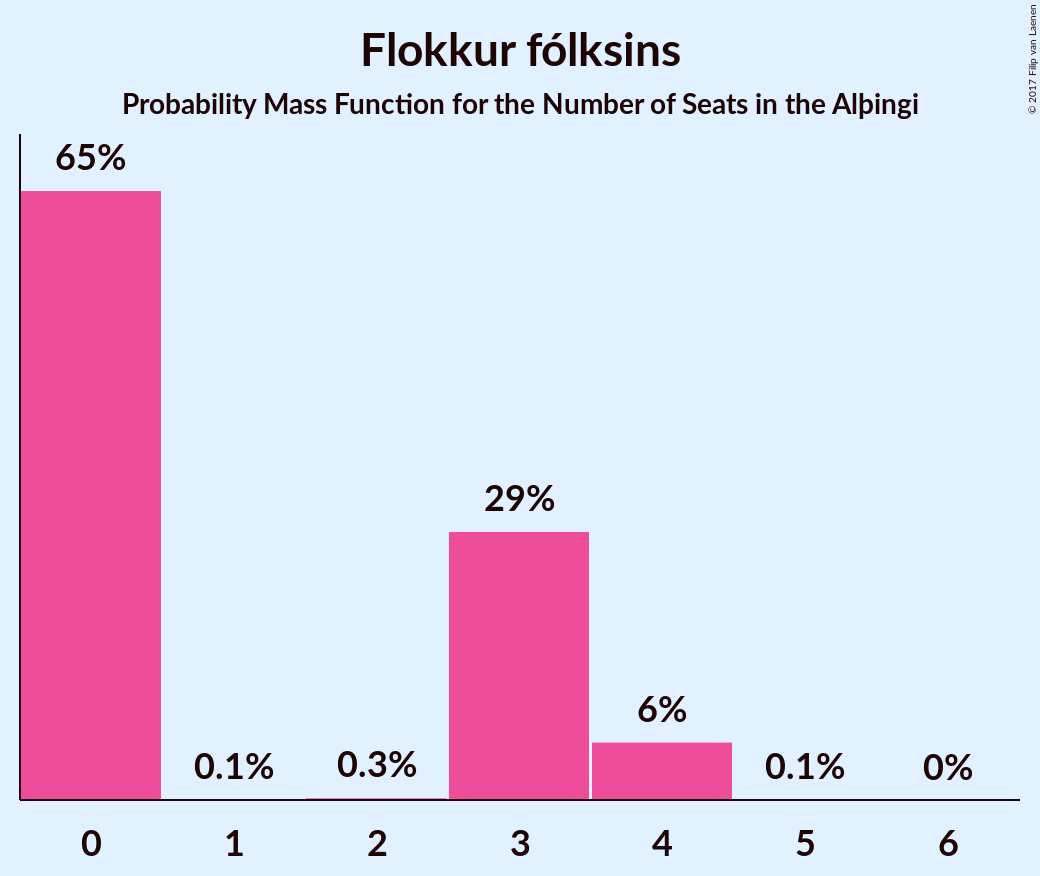 Flokkur fólksins
Probability Mass Function for the Number of Seats in the Alþingi
© 2017 Filip van Laenen
65%
0.1%
0.3%
29%
6%
0.1%
0%
0 1 2 3 4 5 6